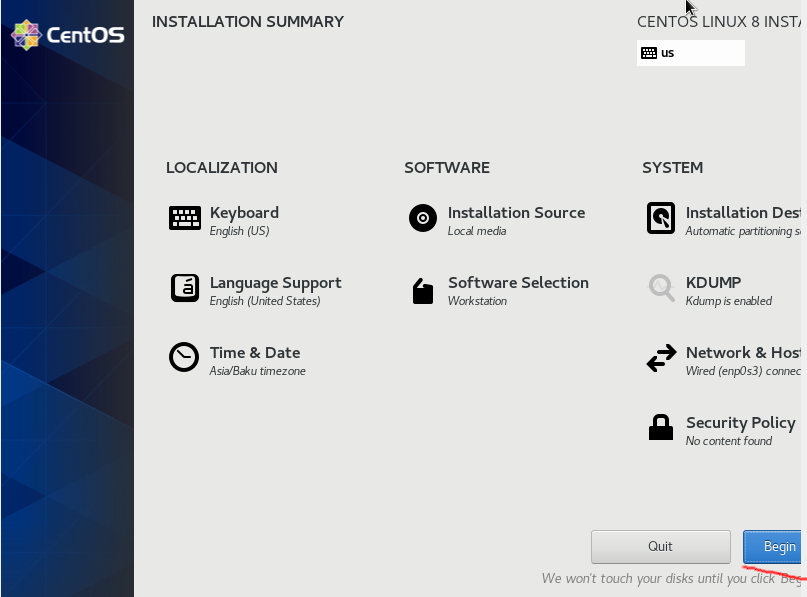 CentOS
INSTALLATION SUMMARY
CENTOS LINUX 8 INSTA
us
LOCALIZATION
Keyboard
English (US)
Language Support
English (United States)
Time & Date
Asia/Baku timezone
SOFTWARE
Installation Source
Local media
Software Selection
Workstation
SYSTEM
Installation Dest
Automatic partitioning se
KDUMP
Kdump is enabled
Network & Host
Wired (enp0s3) connec
Security Policy
No content found
Quit
Begin
We won't touch your disks until you click 'Beg